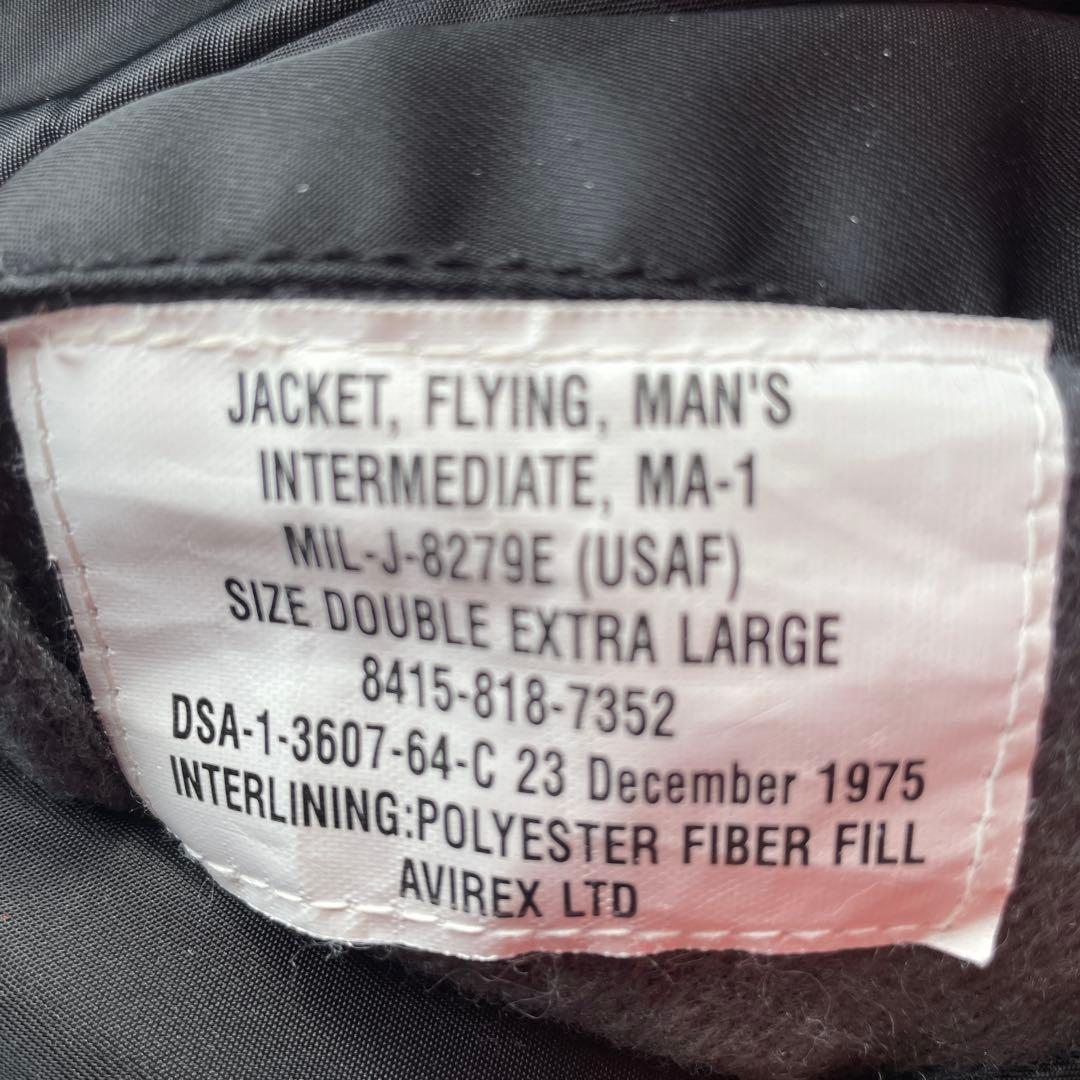 JACKET, FLYING, MAN'S
INTERMEDIATE, MA-1
MIL-J-8279E (USAF)
SIZE DOUBLE EXTRA LARGE
8415-818-7352
DSA-1-3607-64-C 23 December 1975
INTERLINING:POLYESTER FIBER FILL
AVIREX LTD